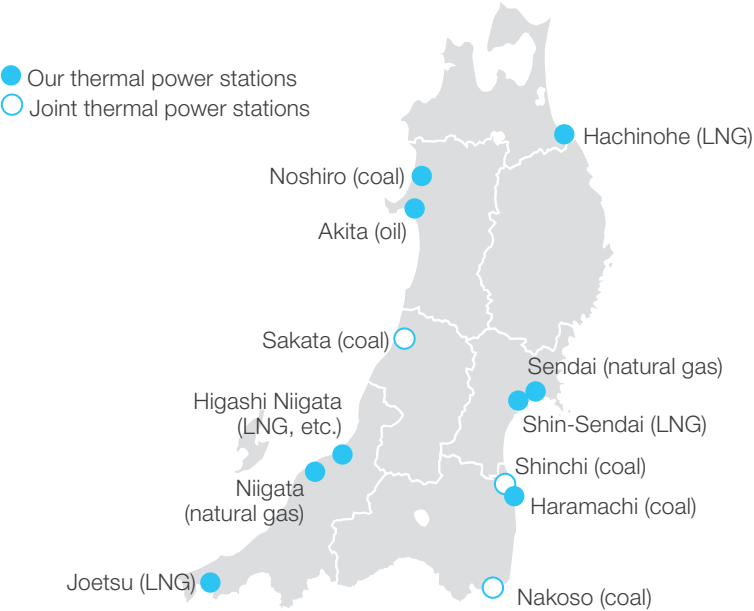 Our thermal power stations
Joint thermal power stations
Hachinohe (LNG)
Noshiro (coal)
Akita (oil)
Sakata (coal)
Sendai (natural gas)
Higashi Niigata
(LNG, etc.)
Shin-Sendai (LNG)
Shinchi (coal)
Niigata
(natural gas)
Haramachi (coal)
Joetsu (LNG)
Nakoso (coal)